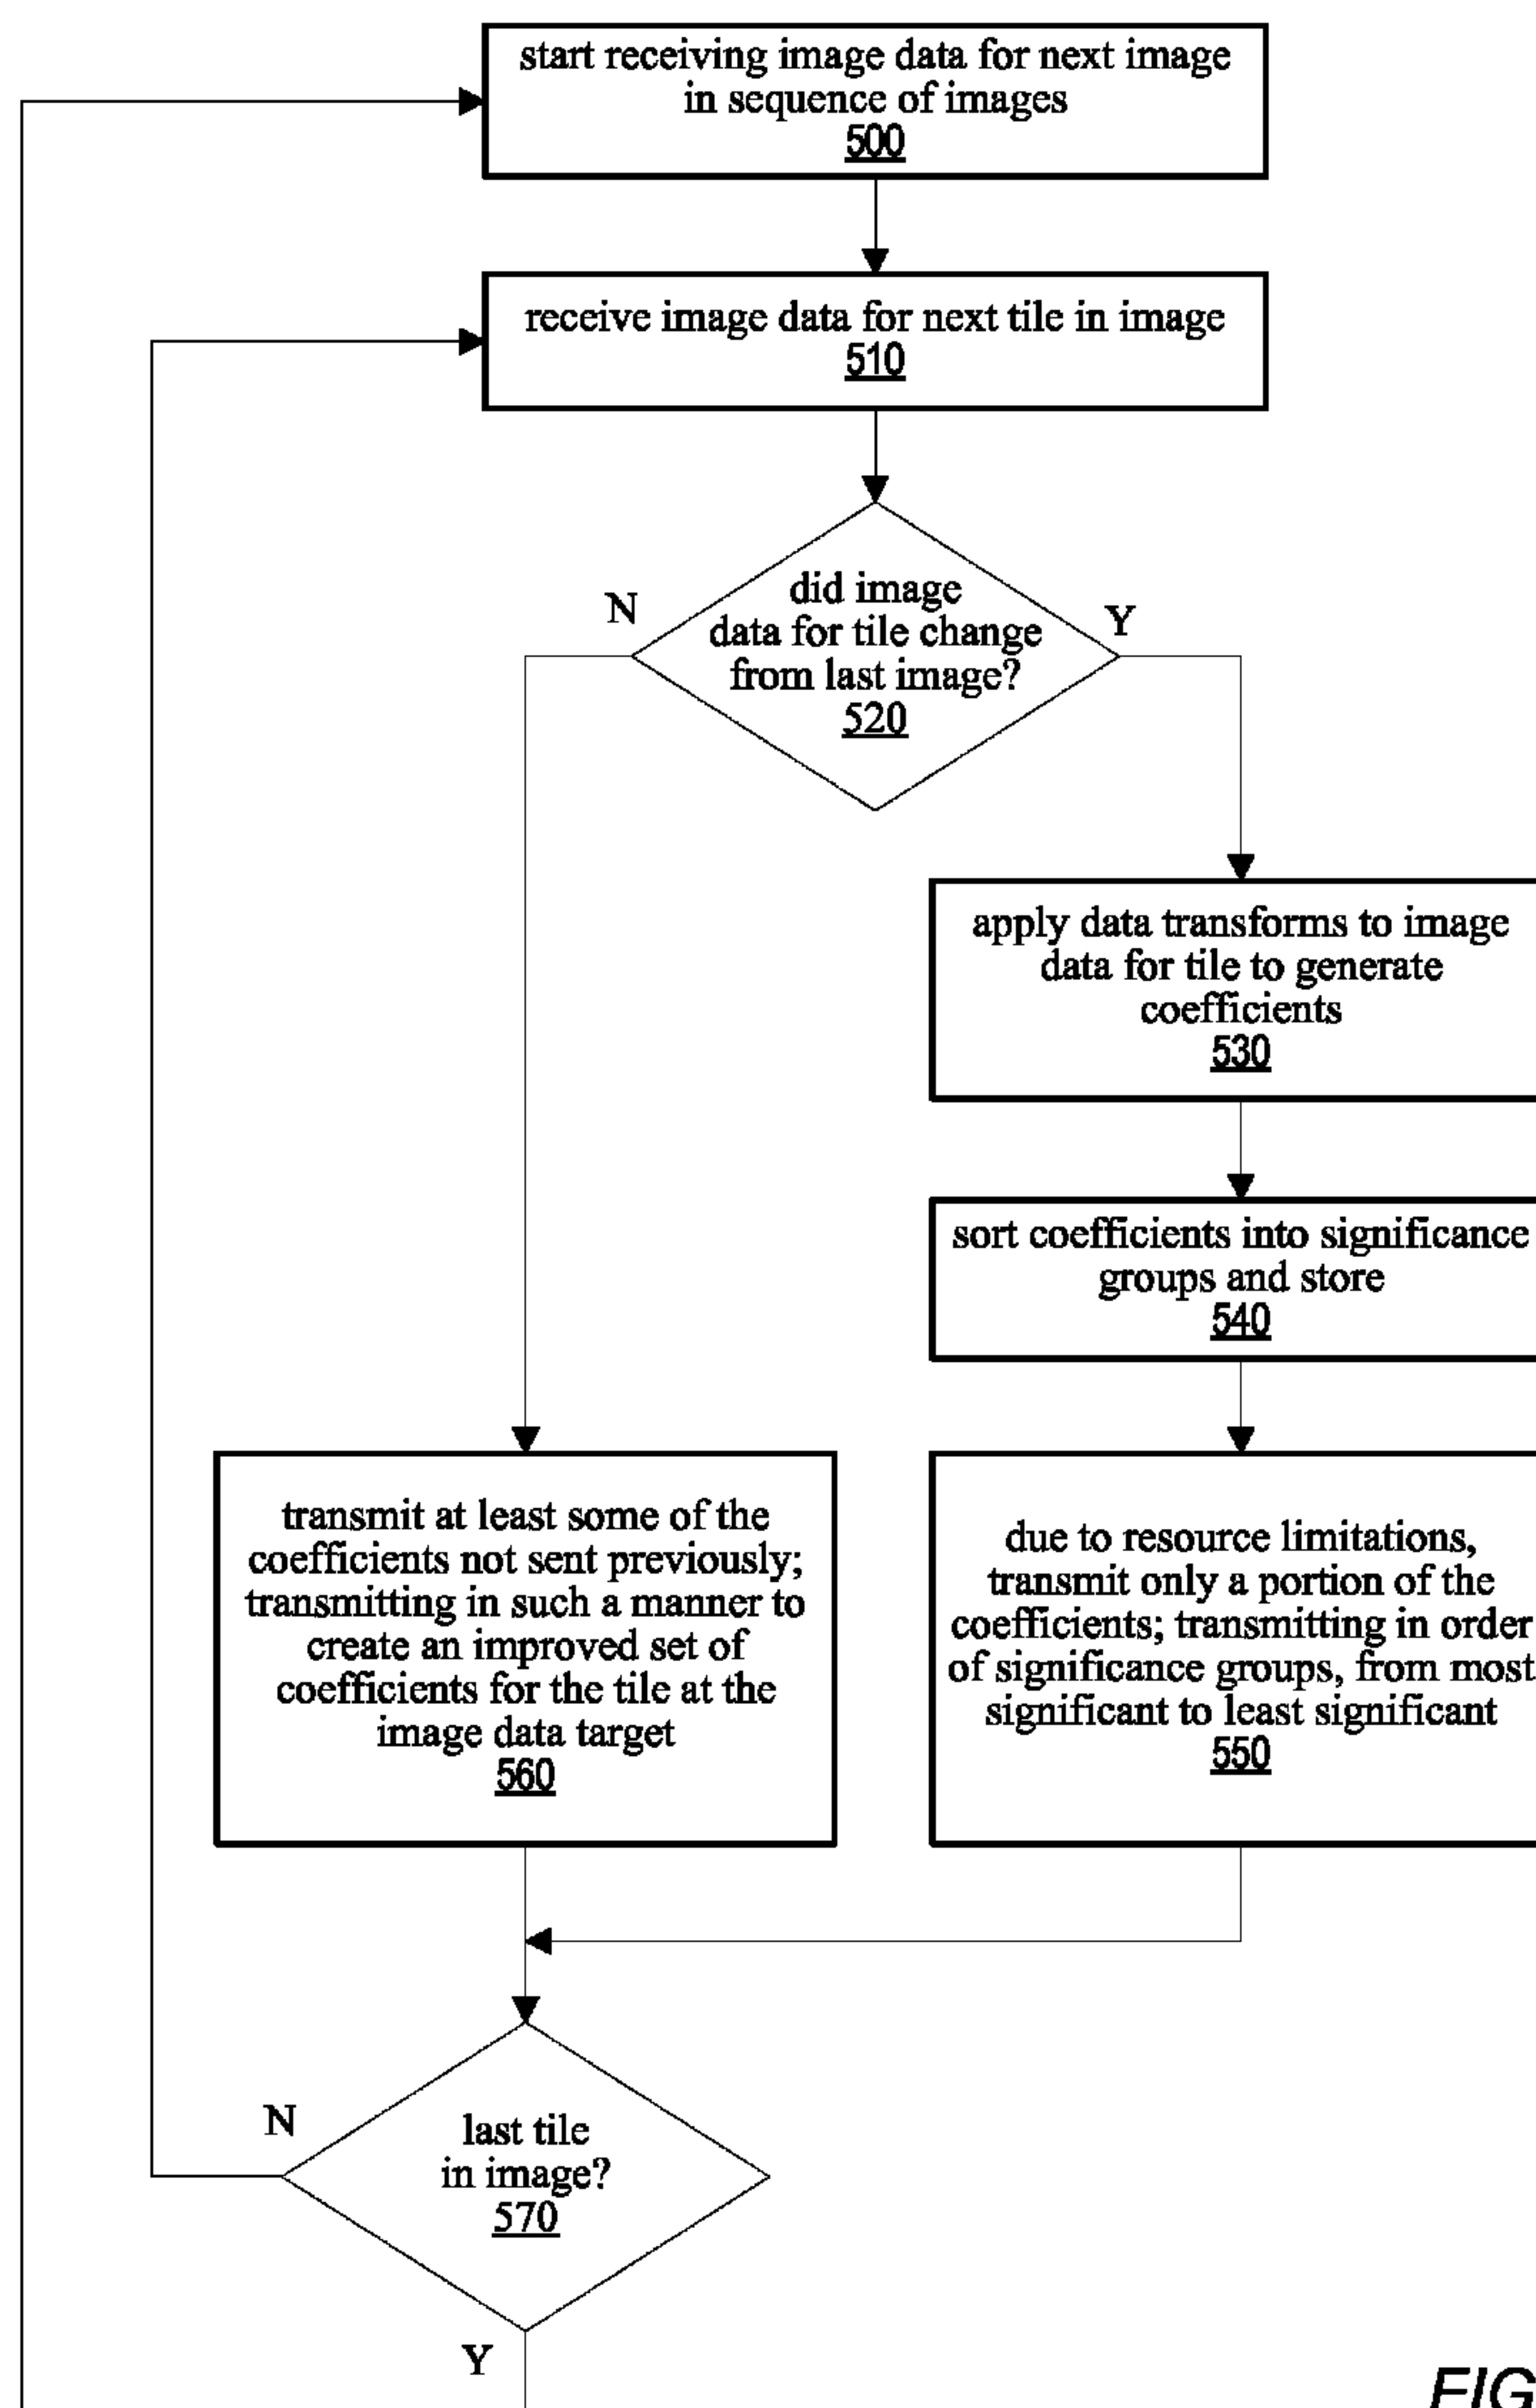 start receiving image data for next image
in sequence of images
500
receive image data for next tile in image
510
did image
data for tile change
from last image?
520
N
Y
apply data transforms to image
data for tile to generate
coefficients
530
sort coefficients into significance
groups and store
540
transmit at least some of the
coefficients not sent previously;
transmitting in such a manner to
create an improved set of
coefficients for the tile at the
image data target
560
due to resource limitations,
transmit only a portion of the
coefficients; transmitting in order
of significance groups, from most
significant to least significant
550
last tile
in image?
570
N
Y
FIG